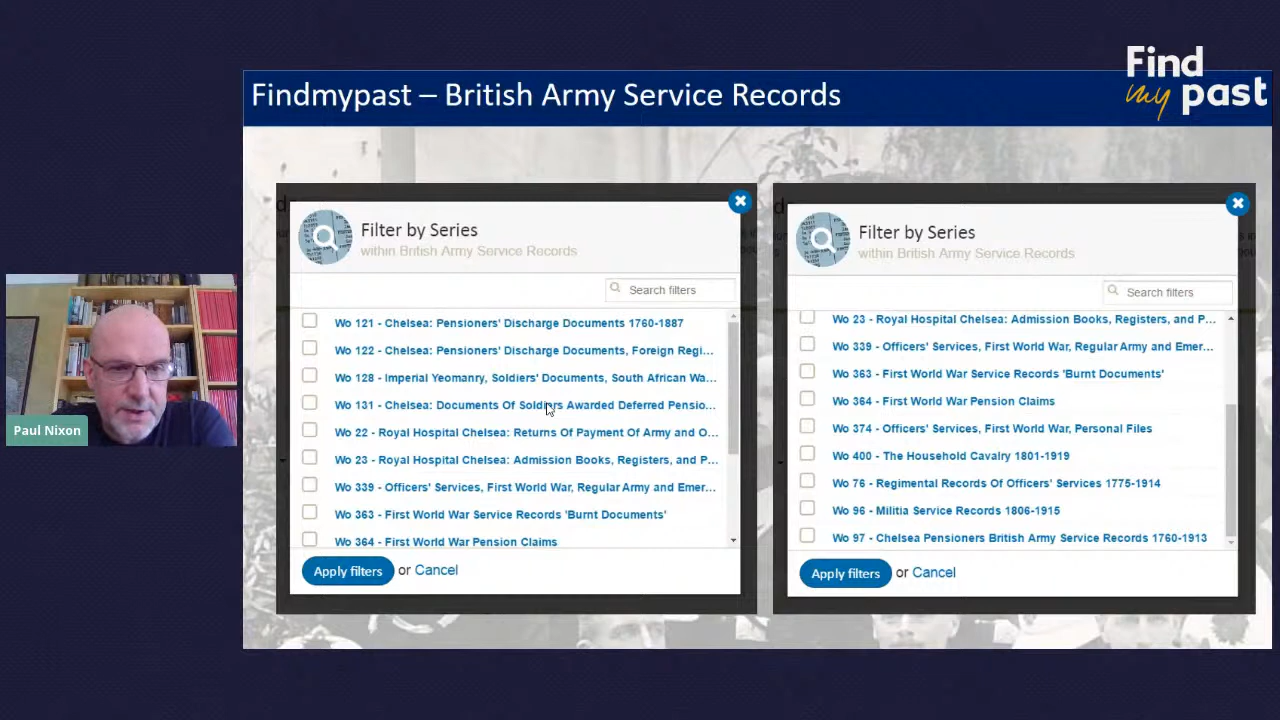 Find
my past
Findmypast – British Army Service Records
Filter by Series
within British Army Service Records
Search filters
Wo 121 - Chelsea: Pensioners' Discharge Documents 1760-1887
Wo 122 - Chelsea: Pensioners' Discharge Documents, Foreign Regi...
Wo 128 - Imperial Yeomanry, Soldiers' Documents, South African Wa...
Wo 131 - Chelsea: Documents Of Soldiers Awarded Deferred Pensio...
Wo 22 - Royal Hospital Chelsea: Returns Of Payment Of Army and O...
Wo 23 - Royal Hospital Chelsea: Admission Books, Registers, and P...
Wo 339 - Officers' Services, First World War, Regular Army and Emer...
Wo 363 - First World War Service Records 'Burnt Documents'
Wo 364 - First World War Pension Claims
Apply filters or Cancel
Filter by Series
within British Army Service Records
Search filters
Wo 23 - Royal Hospital Chelsea: Admission Books, Registers, and P...
Wo 339 - Officers' Services, First World War, Regular Army and Emer...
Wo 363 - First World War Service Records 'Burnt Documents'
Wo 364 - First World War Pension Claims
Wo 374 - Officers' Services, First World War, Personal Files
Wo 400 - The Household Cavalry 1801-1919
Wo 76 - Regimental Records Of Officers' Services 1775-1914
Wo 96 - Militia Service Records 1806-1915
Wo 97 - Chelsea Pensioners British Army Service Records 1760-1913
Apply filters or Cancel
Paul Nixon